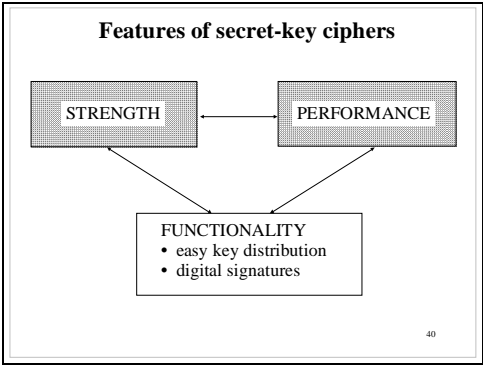 Features of secret-key ciphers
STRENGTH
PERFORMANCE
FUNCTIONALITY
• easy key distribution
• digital signatures
40